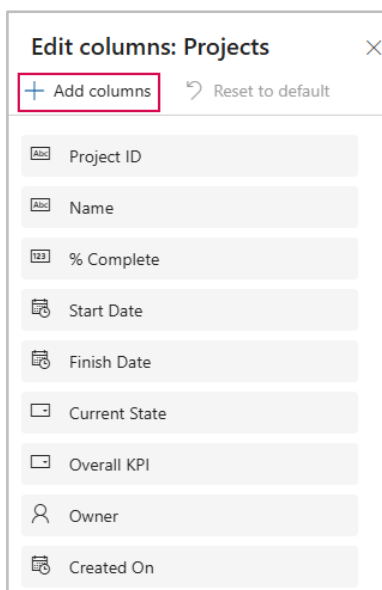 Edit columns: Projects
Add columns Reset to default
Abc Project ID
Abc Name
123 % Complete
Start Date
Finish Date
Current State
Overall KPI
Owner
Created On